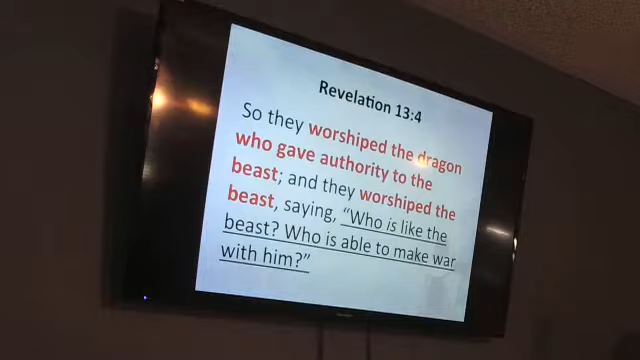 Revelation 13:4
So they worshiped the dragon
who gave authority to the
beast; and they worshiped the
beast, saying, “Who is like the
beast? Who is able to make war
with him?”